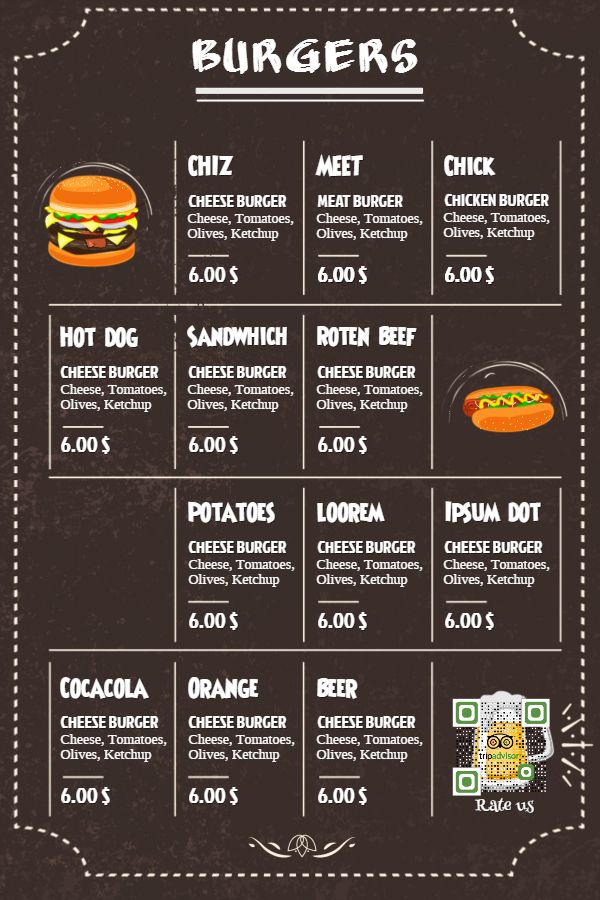 BURGERS
CHIZ
CHEESE BURGER
Cheese, Tomatoes,
Olives, Ketchup
6.00 $
MEET
MEAT BURGER
Cheese, Tomatoes,
Olives, Ketchup
6.00 $
CHICK
CHICKEN BURGER
Cheese, Tomatoes,
Olives, Ketchup
6.00 $
HOT DOG
CHEESE BURGER
Cheese, Tomatoes,
Olives, Ketchup
6.00 $
SANDWHICH
CHEESE BURGER
Cheese, Tomatoes,
Olives, Ketchup
6.00 $
ROTEN BEEF
CHEESE BURGER
Cheese, Tomatoes,
Olives, Ketchup
6.00 $
POTATOES
CHEESE BURGER
Cheese, Tomatoes,
Olives, Ketchup
6.00 $
LOOREM
CHEESE BURGER
Cheese, Tomatoes,
Olives, Ketchup
6.00 $
IPSUM DOT
CHEESE BURGER
Cheese, Tomatoes,
Olives, Ketchup
6.00 $
COCACOLA
CHEESE BURGER
Cheese, Tomatoes,
Olives, Ketchup
6.00 $
ORANGE
CHEESE BURGER
Cheese, Tomatoes,
Olives, Ketchup
6.00 $
BEER
CHEESE BURGER
Cheese, Tomatoes,
Olives, Ketchup
6.00 $
tripadvisor
Rate us